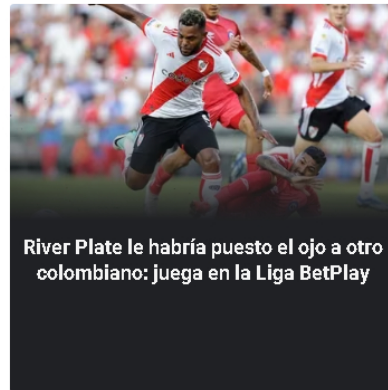 River Plate le habría puesto el ojo a otro
colombiano: juega en la Liga BetPlay